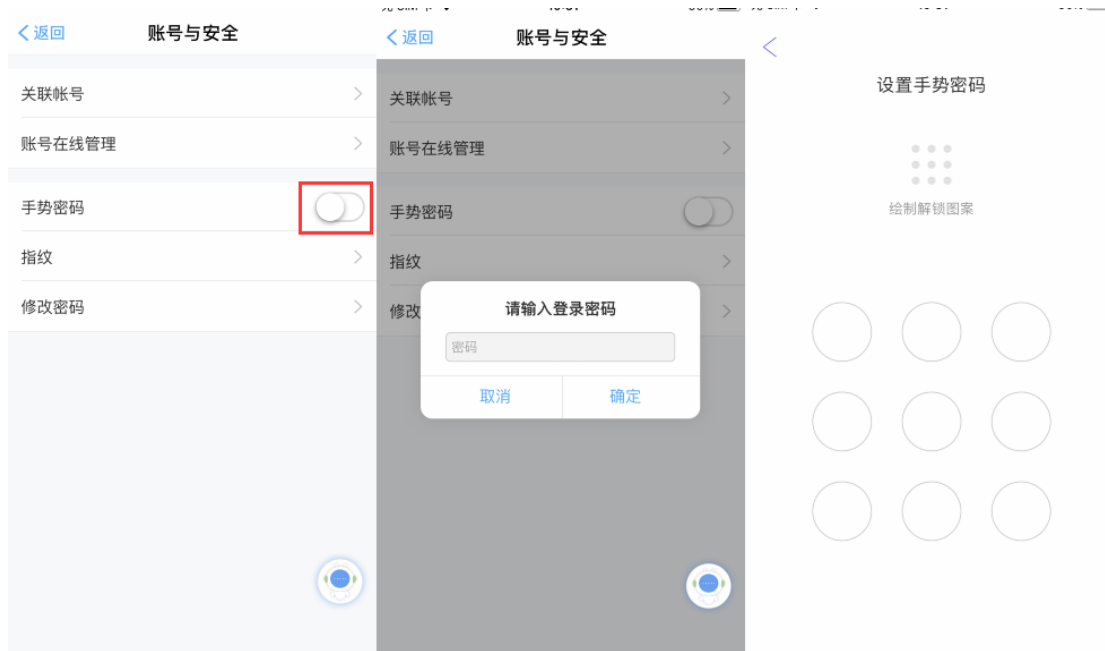 返回 账号与安全
关联帐号
账号在线管理
手势密码
指纹
修改密码
返回 账号与安全
关联帐号
账号在线管理
手势密码
指纹
修改
请输入登录密码
密码
取消 确定
设置手势密码
绘制解锁图案